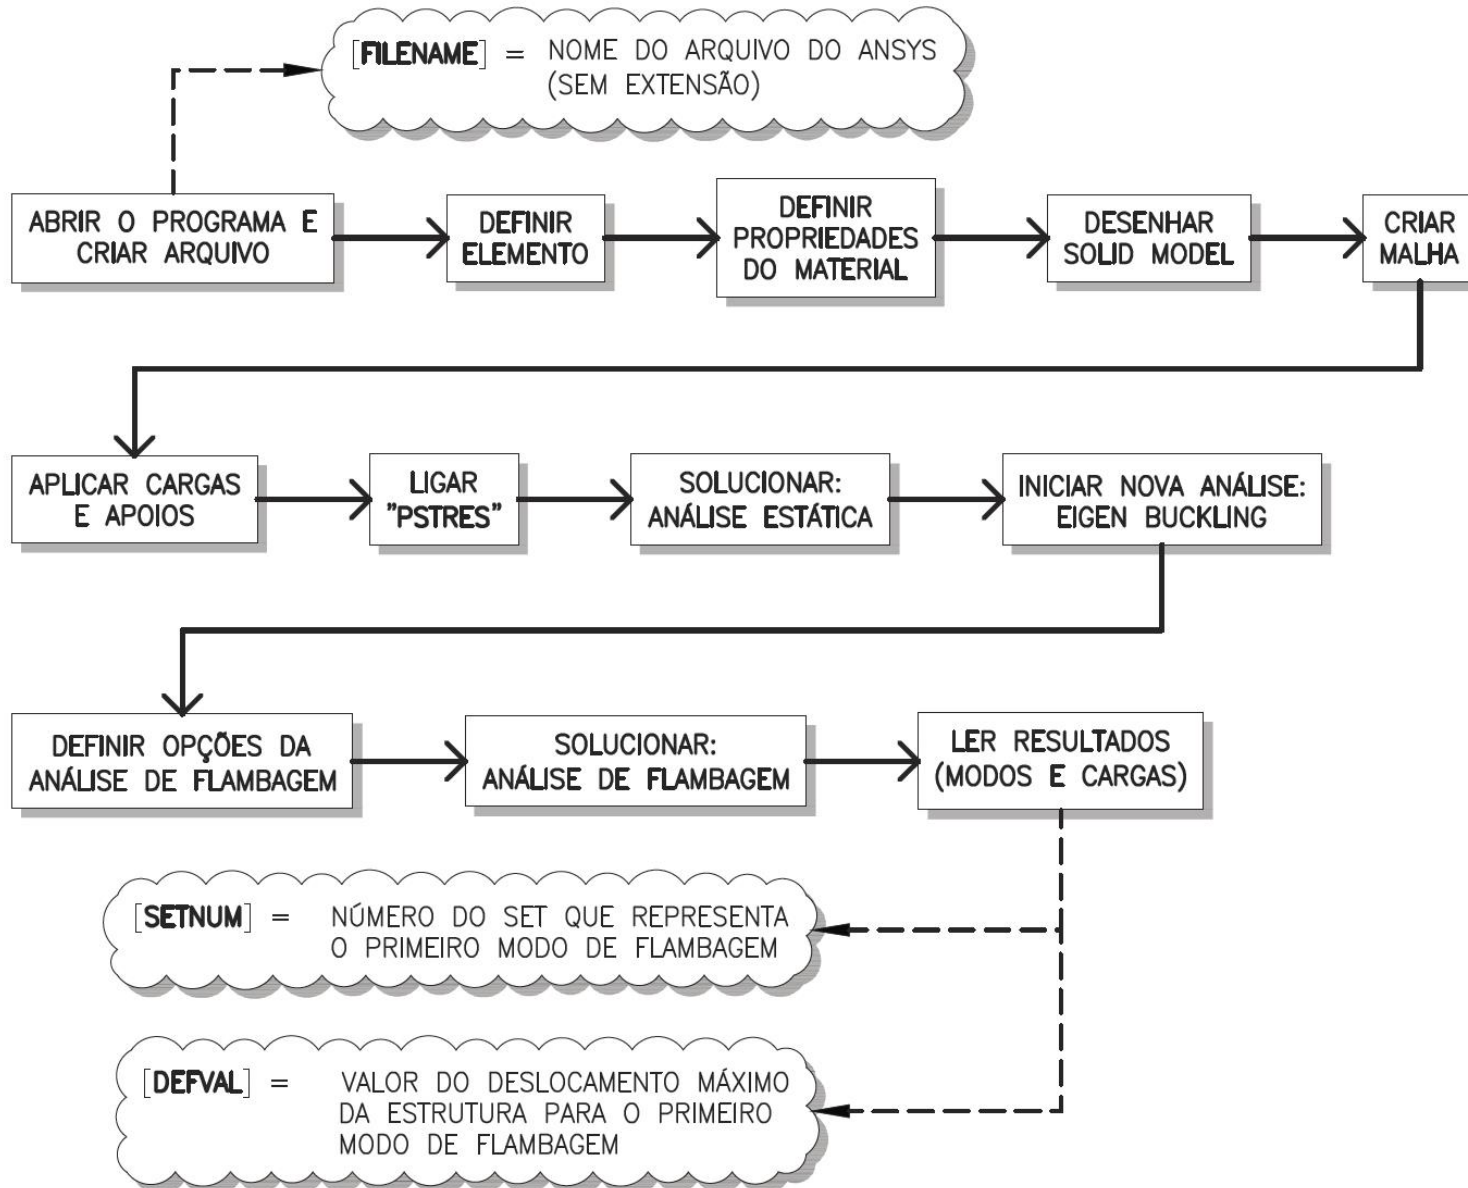 [FILENAME] = NOME DO ARQUIVO DO ANSYS
(SEM EXTENSÃO)
ABRIR O PROGRAMA E
CRIAR ARQUIVO
DEFINIR
ELEMENTO
DEFINIR
PROPRIEDADES
DO MATERIAL
DESENHAR
SOLID MODEL
CRIAR
MALHA
APLICAR CARGAS
E APOIOS
LIGAR
"PSTRES"
SOLUCIONAR:
ANÁLISE ESTÁTICA
INICIAR NOVA ANÁLISE:
EIGEN BUCKLING
DEFINIR OPÇÕES DA
ANÁLISE DE FLAMBAGEM
SOLUCIONAR:
ANÁLISE DE FLAMBAGEM
LER RESULTADOS
(MODOS E CARGAS)
[SETNUM] = NÚMERO DO SET QUE REPRESENTA
O PRIMEIRO MODO DE FLAMBAGEM
[DEFVAL] = VALOR DO DESLOCAMENTO MÁXIMO
DA ESTRUTURA PARA O PRIMEIRO
MODO DE FLAMBAGEM